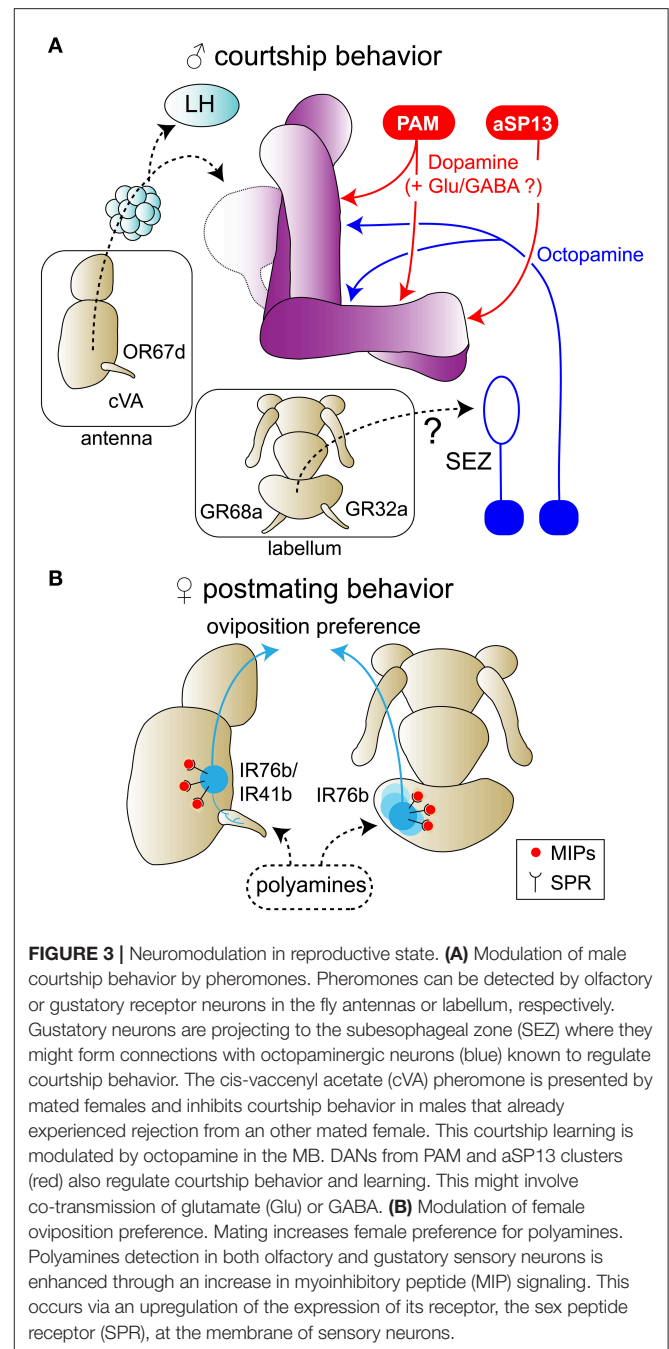 A
♂ courtship behavior
LH
PAM
aSP13
Dopamine
(+ Glu/GABA ?)
Octopamine
OR67d
cVA
antenna
?
SEZ
GR68a
GR32a
labellum
B
♀ postmating behavior
oviposition preference
IR76b/
IR41b
IR76b
polyamines
MIPs
SPR
FIGURE 3 | Neuromodulation in reproductive state. (A) Modulation of male
courtship behavior by pheromones. Pheromones can be detected by olfactory
or gustatory receptor neurons in the fly antennas or labellum, respectively.
Gustatory neurons are projecting to the subesophageal zone (SEZ) where they
might form connections with octopaminergic neurons (blue) known to regulate
courtship behavior. The cis-vaccenyl acetate (cVA) pheromone is presented by
mated females and inhibits courtship behavior in males that already
experienced rejection from an other mated female. This courtship learning is
modulated by octopamine in the MB. DANs from PAM and aSP13 clusters
(red) also regulate courtship behavior and learning. This might involve
co-transmission of glutamate (Glu) or GABA. (B) Modulation of female
oviposition preference. Mating increases female preference for polyamines.
Polyamines detection in both olfactory and gustatory sensory neurons is
enhanced through an increase in myoinhibitory peptide (MIP) signaling. This
occurs via an upregulation of the expression of its receptor, the sex peptide
receptor (SPR), at the membrane of sensory neurons.